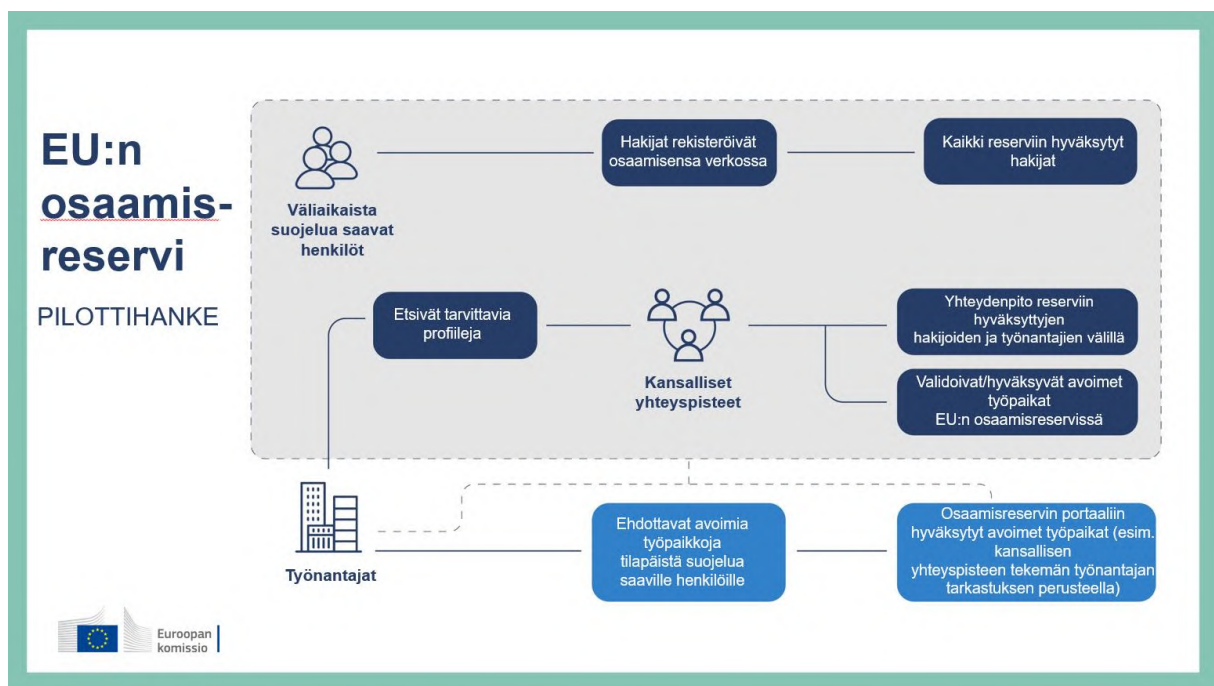 EU:n
osaamis-
reservi
PILOTTIHANKE
Väliaikaista
suojelua saavat
henkilöt
Hakijat rekisteröivät
osaamisensa verkossa
Kaikki reserviin hyväksytyt
hakijat
Etsivät tarvittavia
profiileja
Kansalliset
yhteyspisteet
Yhteydenpito reserviin
hyväksyttyjen
hakijoiden ja työnantajien välillä
Validoivat/hyväksyvät avoimet
työpaikat
EU:n osaamisreservissä
Työnantajat
Ehdottavat avoimia
työpaikkoja
tilapäistä suojelua
saaville henkilöille
Osaamisreservin portaaliin
hyväksytyt avoimet työpaikat (esim.
kansallisen
yhteyspisteen tekemän työnantajan
tarkastuksen perusteella)
Euroopan
komissio